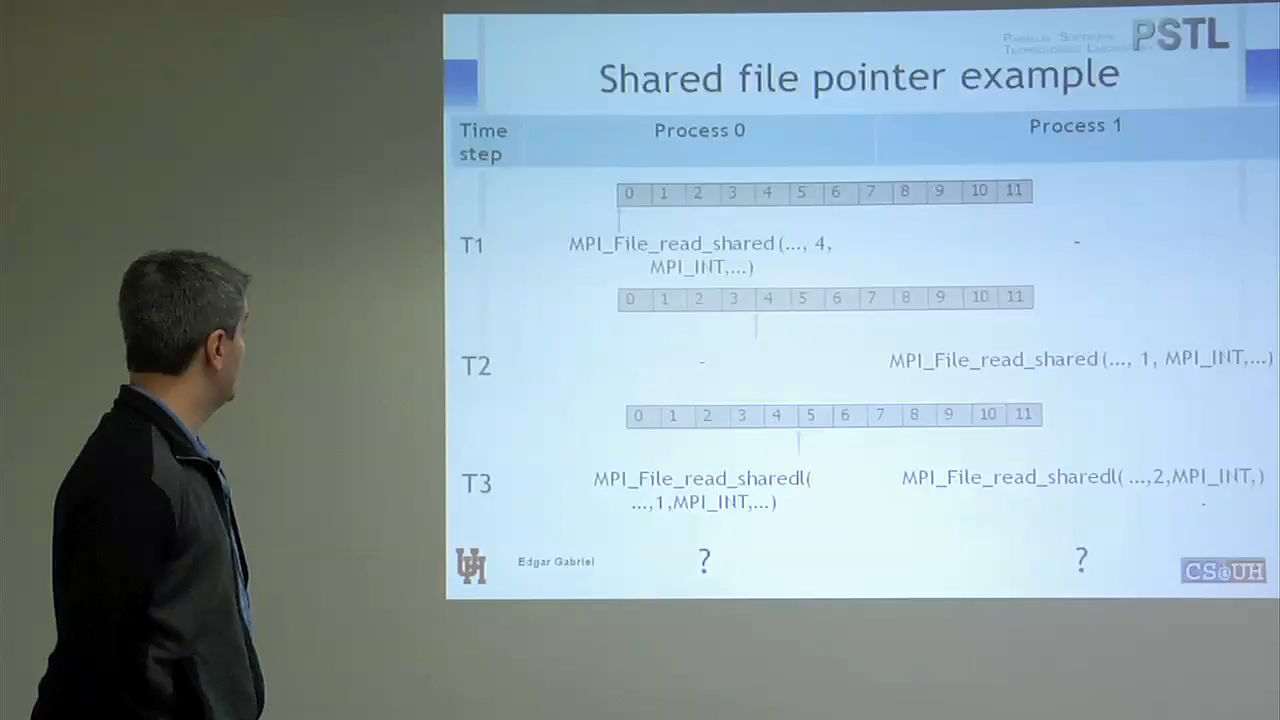 PARALLEL SOFTWARE
TECHNOLOGIES LABORATORY
PSTL
Shared file pointer example
Time
step
Process 0
Process 1
0 1 2 3 4 5 6 7 8 9 10 11
T1
MPI_File_read_shared(..., 4,
MPI_INT,...)
-
0 1 2 3 4 5 6 7 8 9 10 11
T2
-
MPI_File_read_shared(..., 1, MPI_INT,...)
0 1 2 3 4 5 6 7 8 9 10 11
T3
MPI_File_read_sharedl(
...,1,MPI_INT,...)
MPI_File_read_sharedl( ...,2,MPI_INT,)
.
UH
Edgar Gabriel
?
?
CS@UH